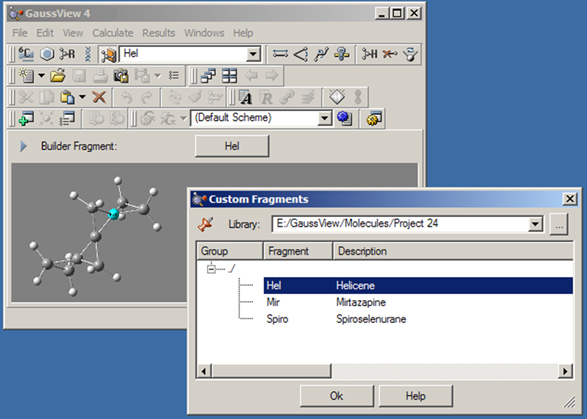 GaussView 4
File Edit View Calculate Results Windows Help
R Hel H
A R
(Default Scheme)
Builder Fragment: Hel
Custom Fragments
Library: E:/GaussView/Molecules/Project 24 ...
Group Fragment Description
/
Hel Helicene
Mir Mirtazapine
Spiro Spiroselenurane
Ok Help